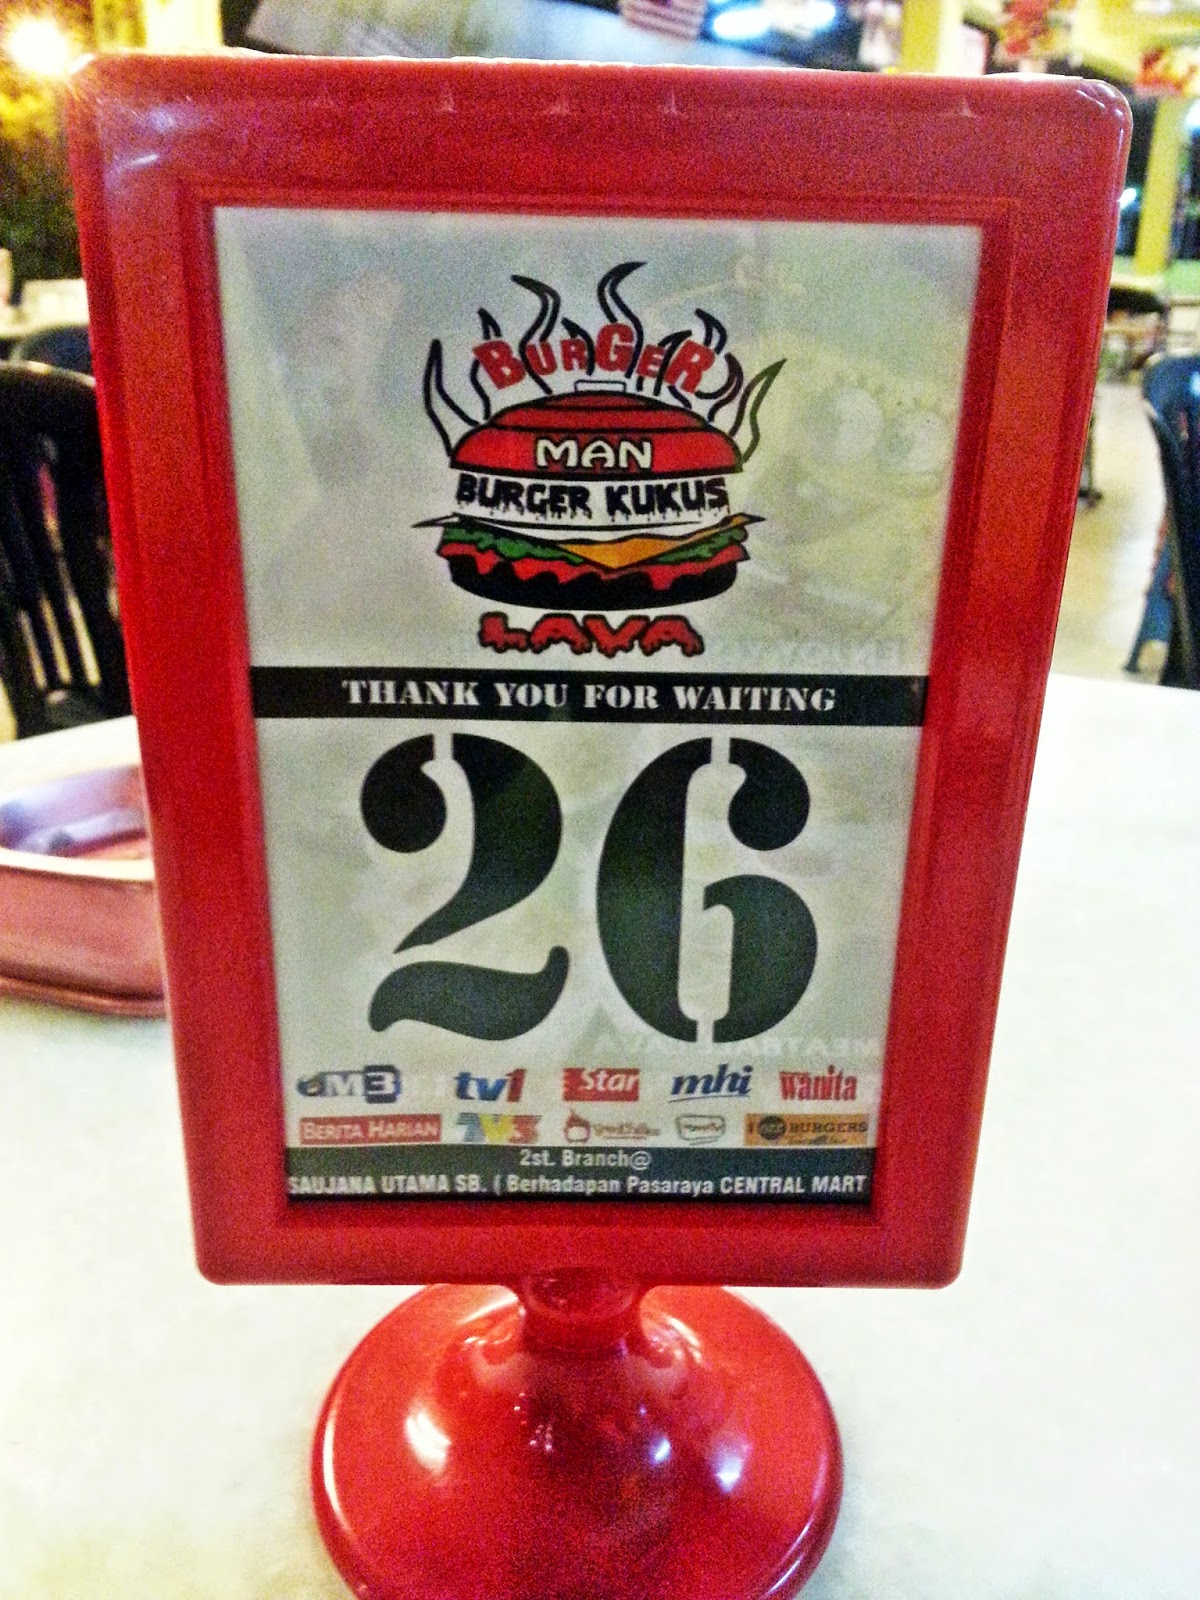 BURGER
MAN
BURGER KUKUS
LAVA
THANK YOU FOR WAITING
26
M3 tv1 Star mhi wanita
BERITA HARIAN TV3 BURGERS
2st. Branch@
SAUJANA UTAMA SB. ( Berhadapan Pasaraya CENTRAL MART